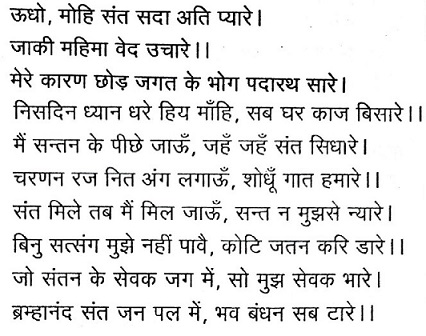 ऊधो, मोहि संत सदा अति प्यारे।
जाकी महिमा वेद उचारे।।
मेरे कारण छोड़ जगत के भोग पदारथ सारे।
निसदिन ध्यान धरे हिय माँहि, सब घर काज बिसारे।।
मैं सन्तन के पीछे जाऊँ, जहँ जहँ संत सिधारे।
चरणन रज नित अंग लगाऊँ, शोधूँ गात हमारे।।
संत मिले तब मैं मिल जाऊँ, सन्त न मुझसे न्यारे।
बिनु सत्संग मुझे नहीं पावै, कोटि जतन करि डारे।।
जो संतन के सेवक जग में, सो मुझ सेवक भारे।
ब्रम्हानंद संत जन पल में, भव बंधन सब टारे।।